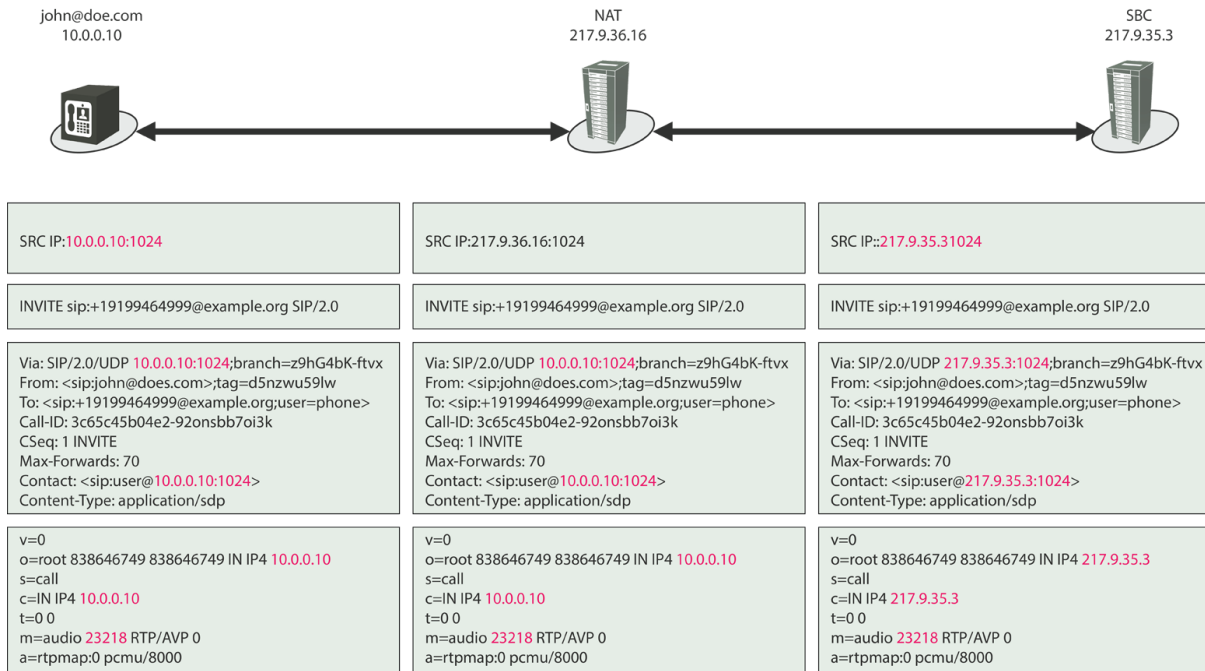 john@doe.com
10.0.0.10
NAT
217.9.36.16
SBC
217.9.35.3
SRC IP:10.0.0.10:1024
INVITE sip:+19199464999@example.org SIP/2.0
Via: SIP/2.0/UDP 10.0.0.10:1024;branch=z9hG4bK-ftvx
From: <sip:john@does.com>;tag=d5nzwu59lw
To: <sip:+19199464999@example.org;user=phone>
Call-ID: 3c65c45b04e2-92onsbb7oi3k
CSeq: 1 INVITE
Max-Forwards: 70
Contact: <sip:user@10.0.0.10:1024>
Content-Type: application/sdp
v=0
o=root 838646749 838646749 IN IP4 10.0.0.10
s=call
c=IN IP4 10.0.0.10
t=0 0
m=audio 23218 RTP/AVP 0
a=rtpmap:0 pcmu/8000
SRC IP:217.9.36.16:1024
INVITE sip:+19199464999@example.org SIP/2.0
Via: SIP/2.0/UDP 10.0.0.10:1024;branch=z9hG4bK-ftvx
From: <sip:john@does.com>;tag=d5nzwu59lw
To: <sip:+19199464999@example.org;user=phone>
Call-ID: 3c65c45b04e2-92onsbb7oi3k
CSeq: 1 INVITE
Max-Forwards: 70
Contact: <sip:user@10.0.0.10:1024>
Content-Type: application/sdp
v=0
o=root 838646749 838646749 IN IP4 10.0.0.10
s=call
c=IN IP4 10.0.0.10
t=0 0
m=audio 23218 RTP/AVP 0
a=rtpmap:0 pcmu/8000
SRC IP::217.9.35.31024
INVITE sip:+19199464999@example.org SIP/2.0
Via: SIP/2.0/UDP 217.9.35.3:1024;branch=z9hG4bK-ftvx
From: <sip:john@does.com>;tag=d5nzwu59lw
To: <sip:+19199464999@example.org;user=phone>
Call-ID: 3c65c45b04e2-92onsbb7oi3k
CSeq: 1 INVITE
Max-Forwards: 70
Contact: <sip:user@217.9.35.3:1024>
Content-Type: application/sdp
v=0
o=root 838646749 838646749 IN IP4 217.9.35.3
s=call
c=IN IP4 217.9.35.3
t=0 0
m=audio 23218 RTP/AVP 0
a=rtpmap:0 pcmu/8000